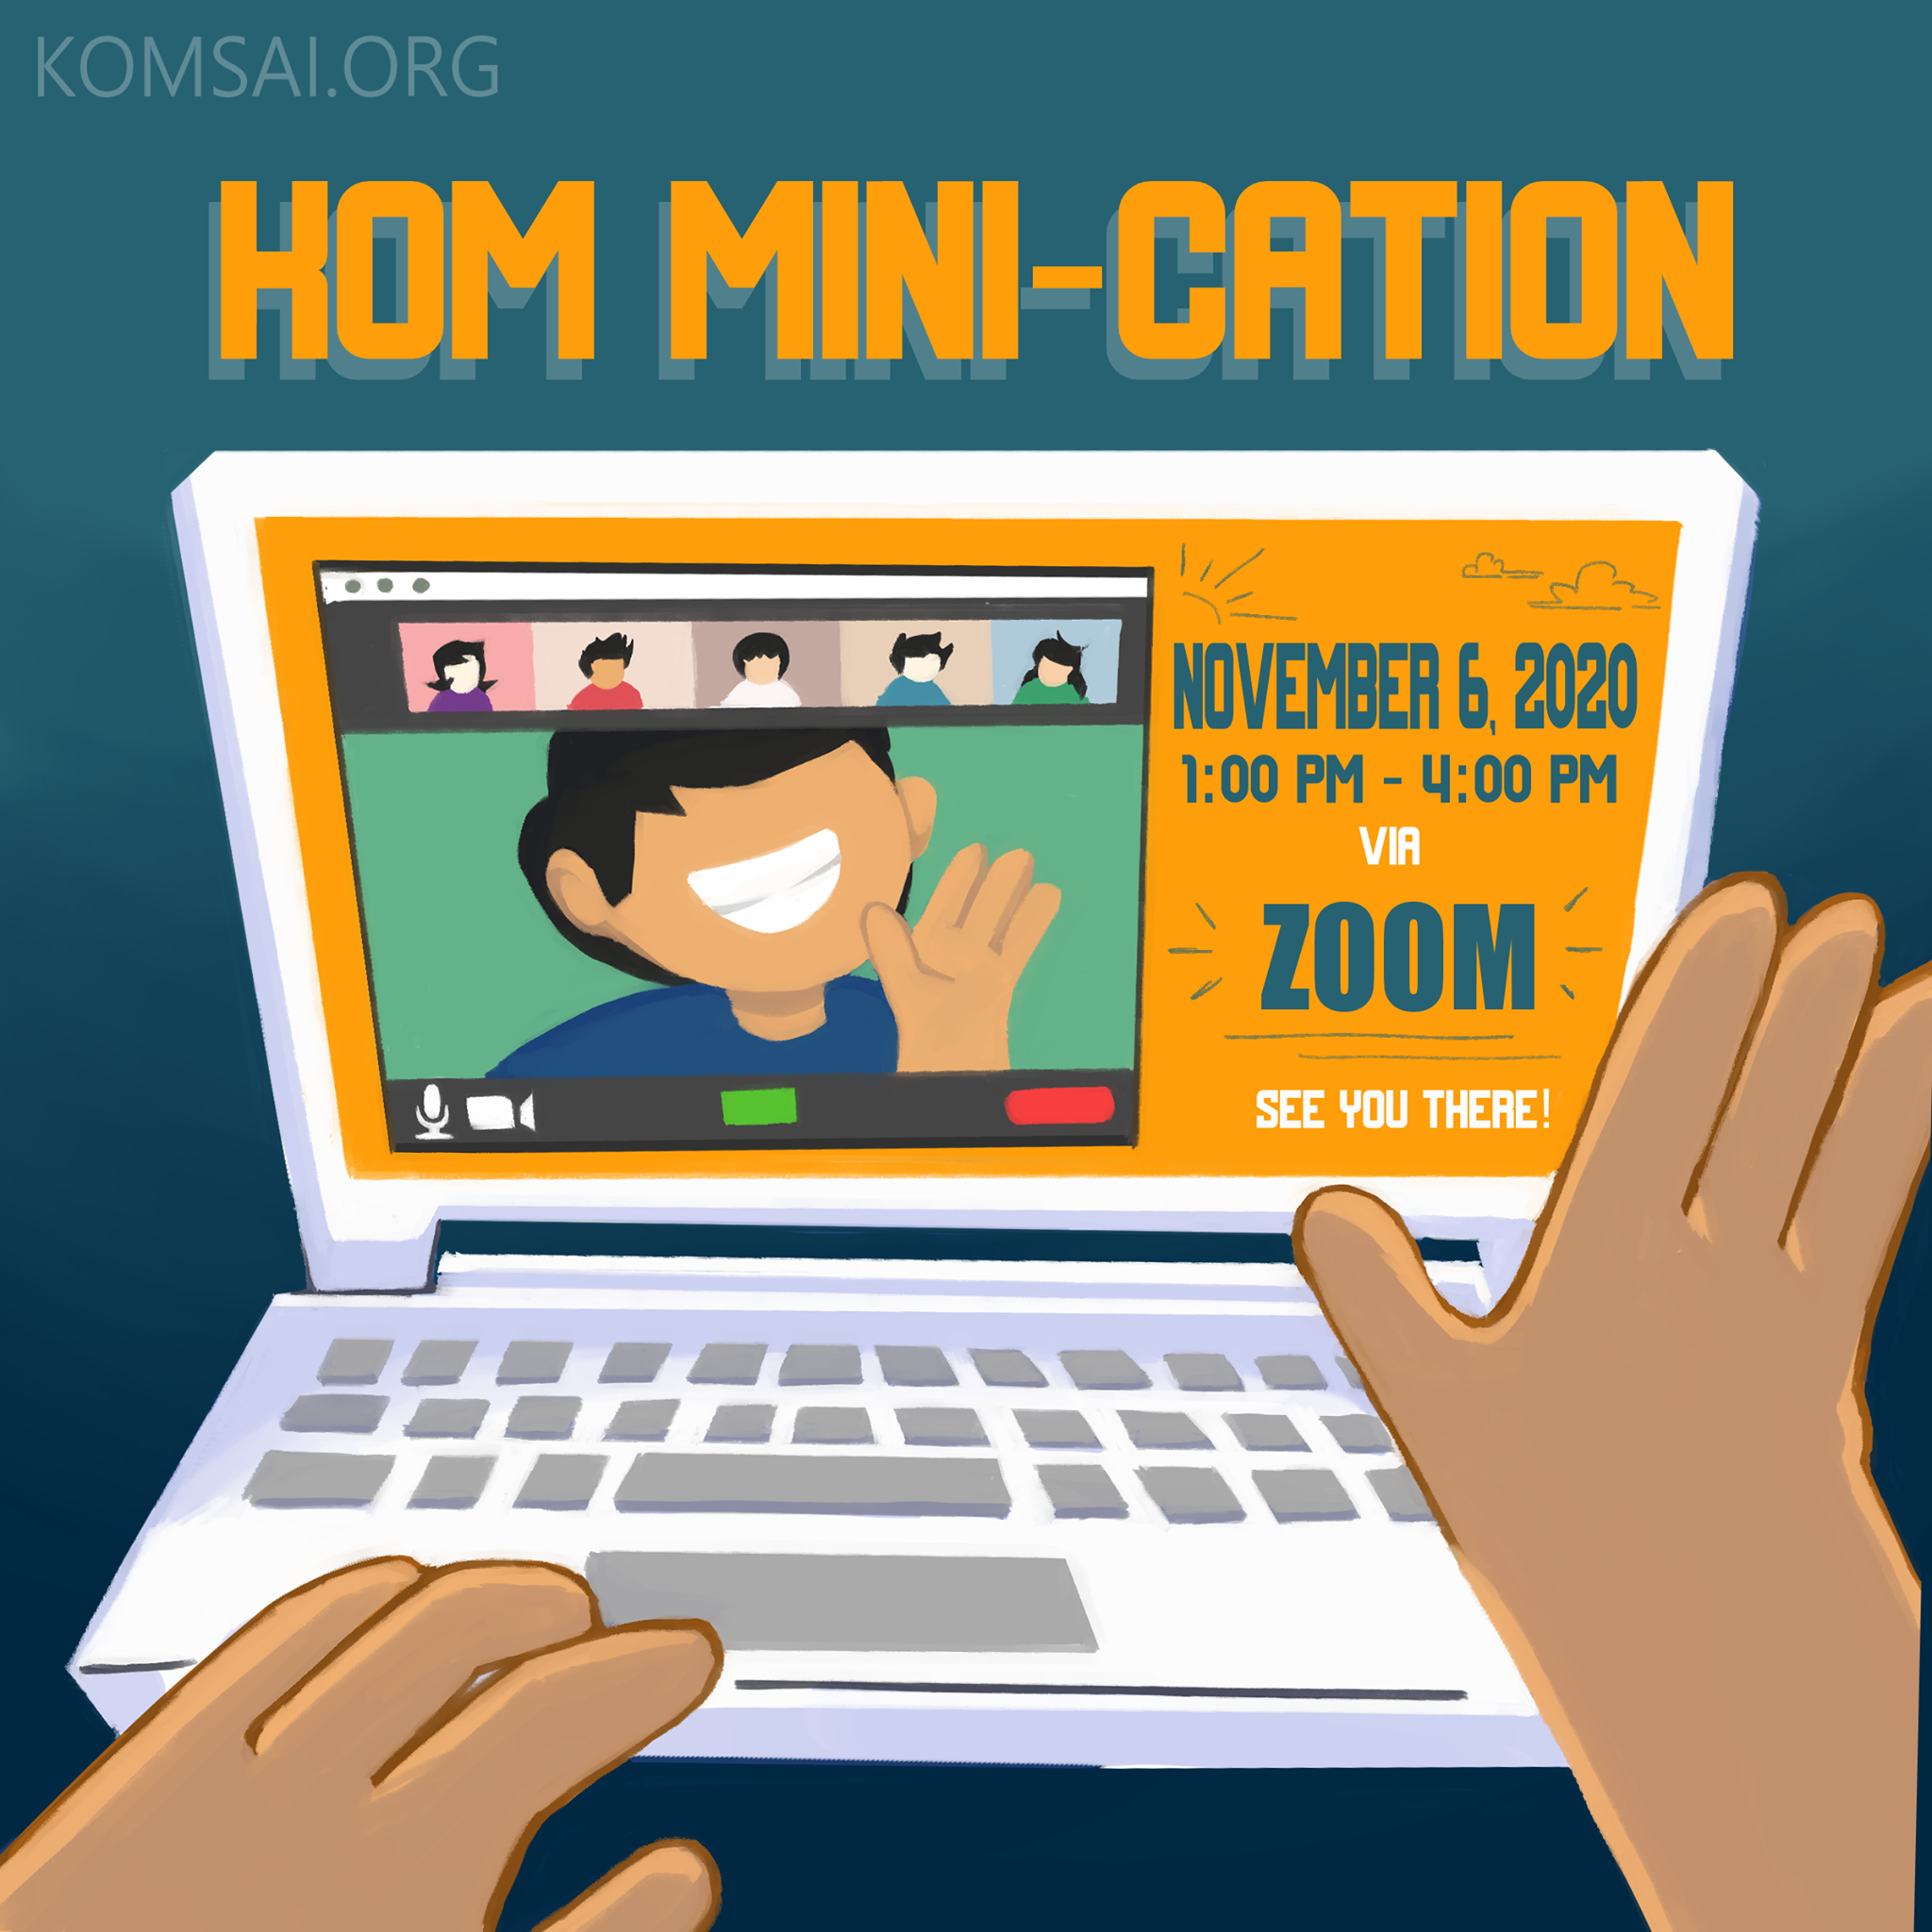 KOMSAI.ORG
KOM MINI-CATION
NOVEMBER 6, 2020
1:00 PM - 4:00 PM
VIA
ZOOM
SEE YOU THERE!